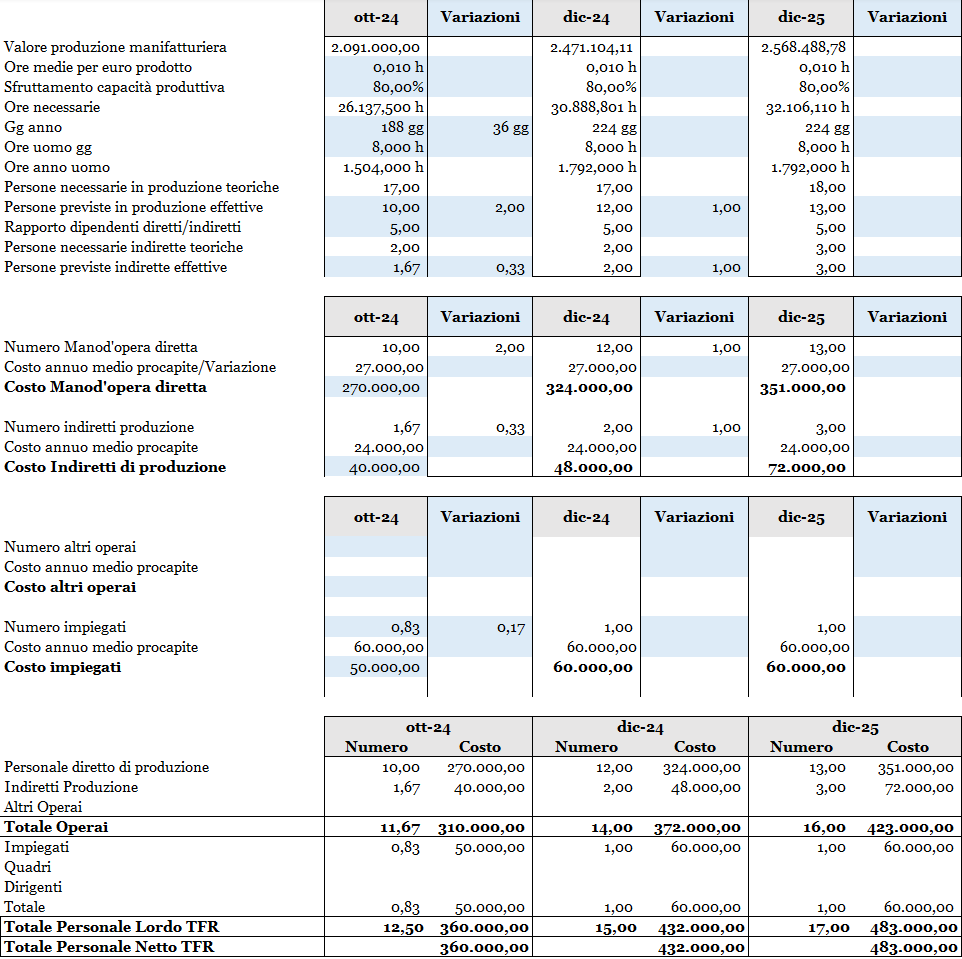 ott-24 Variazioni dic-24 Variazioni dic-25 Variazioni
Valore produzione manifatturiera 2.091.000,00 2.471.104,11 2.568.488,78
Ore medie per euro prodotto 0,010 h 0,010 h 0,010 h
Sfruttamento capacità produttiva 80,00% 80,00% 80,00%
Ore necessarie 26.137,500 h 30.888,801 h 32.106,110 h
Gg anno 188 gg 36 gg 224 gg 224 gg
Ore uomo gg 8,000 h 8,000 h 8,000 h
Ore anno uomo 1.504,000 h 1.792,000 h 1.792,000 h
Persone necessarie in produzione teoriche 17,00 17,00 18,00
Persone previste in produzione effettive 10,00 2,00 12,00 1,00 13,00
Rapporto dipendenti diretti/indiretti 5,00 5,00 5,00
Persone necessarie indirette teoriche 2,00 2,00 3,00
Persone previste indirette effettive 1,67 0,33 2,00 1,00 3,00
ott-24 Variazioni dic-24 Variazioni dic-25 Variazioni
Numero Manod'opera diretta 10,00 2,00 12,00 1,00 13,00
Costo annuo medio procapite/Variazione 27.000,00 27.000,00 27.000,00
Costo Manod'opera diretta 270.000,00 324.000,00 351.000,00
Numero indiretti produzione 1,67 0,33 2,00 1,00 3,00
Costo annuo medio procapite 24.000,00 24.000,00 24.000,00
Costo Indiretti di produzione 40.000,00 48.000,00 72.000,00
ott-24 Variazioni dic-24 Variazioni dic-25 Variazioni
Numero altri operai
Costo annuo medio procapite
Costo altri operai
Numero impiegati 0,83 0,17 1,00 1,00
Costo annuo medio procapite 60.000,00 60.000,00 60.000,00
Costo impiegati 50.000,00 60.000,00 60.000,00
ott-24 dic-24 dic-25
Numero Costo Numero Costo Numero Costo
Personale diretto di produzione 10,00 270.000,00 12,00 324.000,00 13,00 351.000,00
Indiretti Produzione 1,67 40.000,00 2,00 48.000,00 3,00 72.000,00
Altri Operai
Totale Operai 11,67 310.000,00 14,00 372.000,00 16,00 423.000,00
Impiegati 0,83 50.000,00 1,00 60.000,00 1,00 60.000,00
Quadri
Dirigenti
Totale 0,83 50.000,00 1,00 60.000,00 1,00 60.000,00
Totale Personale Lordo TFR 12,50 360.000,00 15,00 432.000,00 17,00 483.000,00
Totale Personale Netto TFR 360.000,00 432.000,00 483.000,00